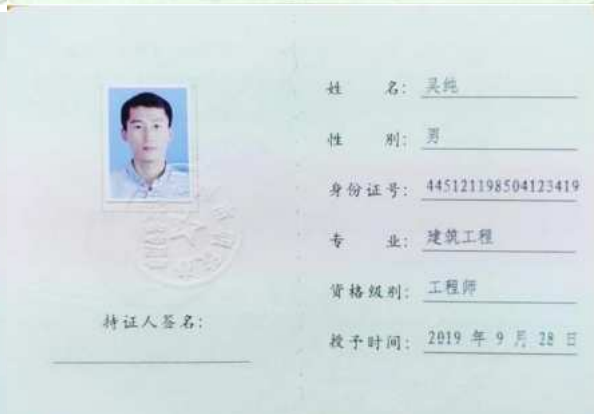 姓 名: 吴纯
性 别: 男
身份证号: 445121198504123419
专 业: 建筑工程
资格级别: 工程师
授予时间: 2019 年 9 月 28 日
持证人签名: